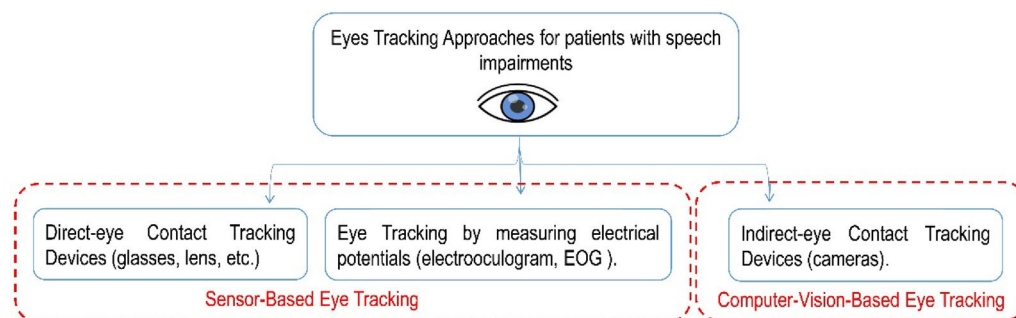 Eyes Tracking Approaches for patients with speech
impairments
Direct-eye Contact Tracking
Devices (glasses, lens, etc.)
Eye Tracking by measuring electrical
potentials (electrooculogram, EOG ).
Indirect-eye Contact Tracking
Devices (cameras).
Sensor-Based Eye Tracking
Computer-Vision-Based Eye Tracking